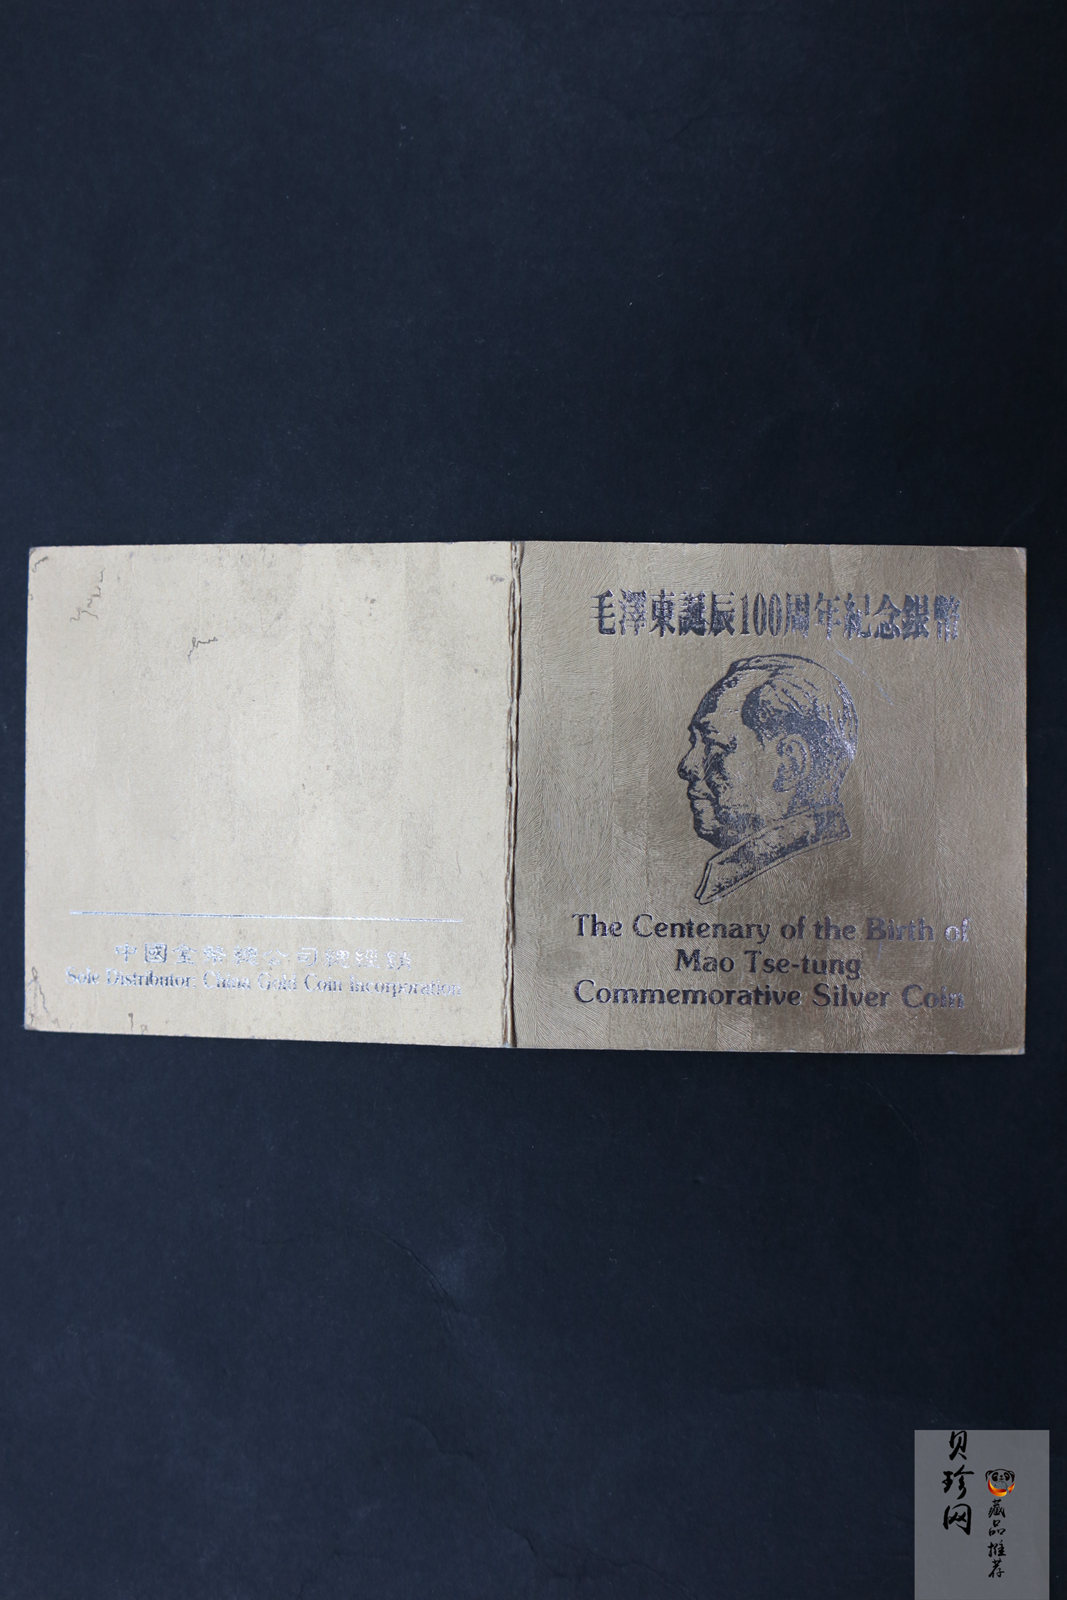 毛澤東誕辰100周年紀念銀幣
The Centenary of the Birth of
Mao Tse-tung
Commemorative Silver Coin
中國金幣總公司總經銷
Sole Distributor: China Gold Coin Incorporation
贝珍网
藏品推荐